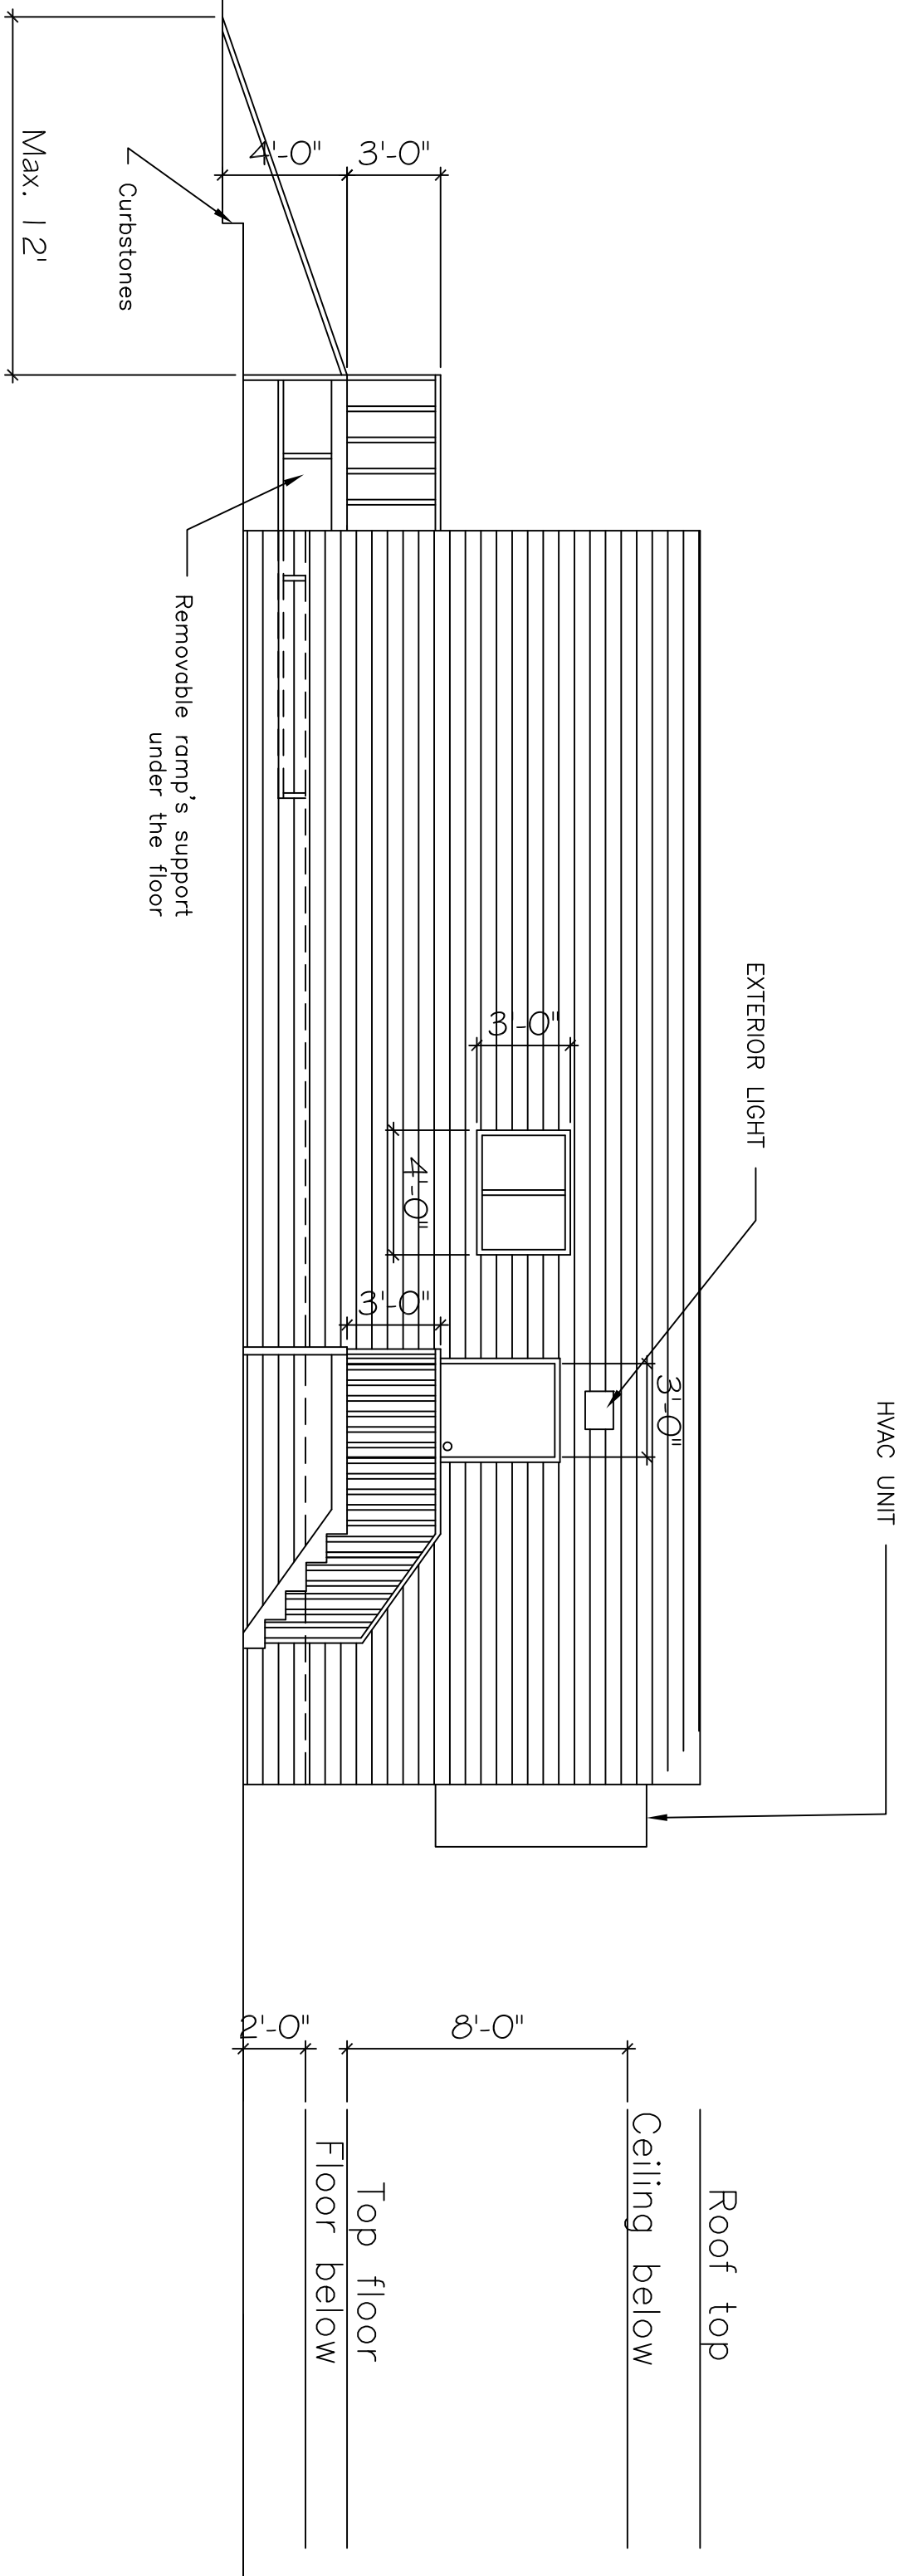 HVAC UNIT
EXTERIOR LIGHT
Roof top
Ceiling below
Top floor
Floor below
8'-0"
2'-0"
3'-0"
3'-0"
4'-0"
3'-0"
3'-0"
4'-0"
Removable ramp's support
under the floor
Curbstones
Max. 12'